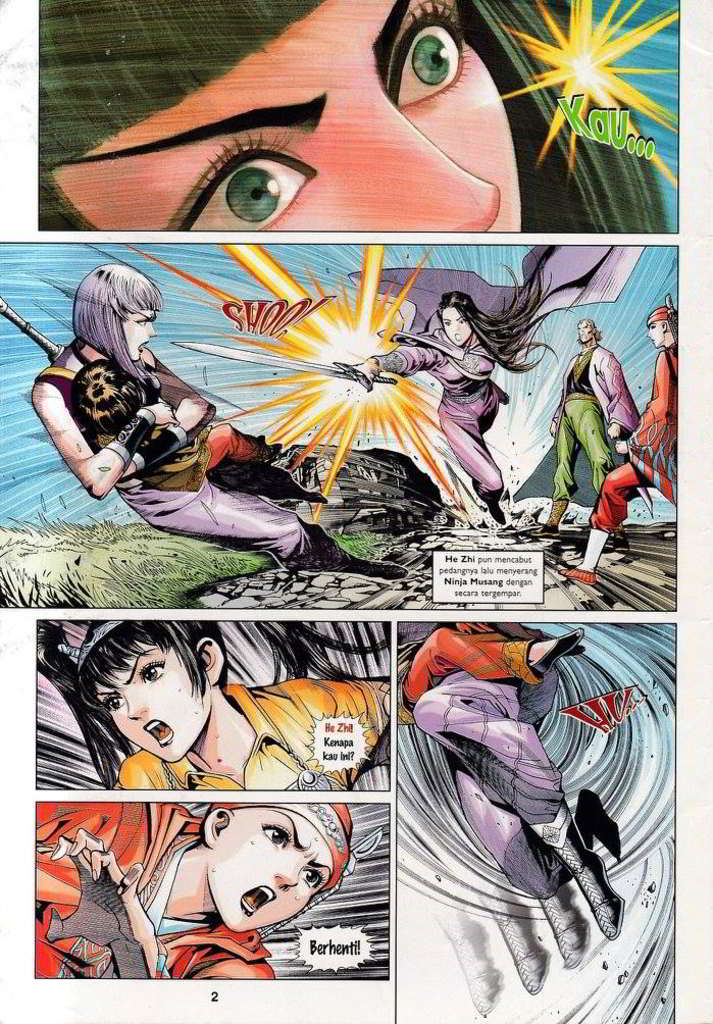 Kau...
SHOO!
He Zhi pun mencabut
pedangnya lalu menyerang
Ninja Musang dengan
secara tergempar.
He Zhi!
Kenapa
kau ini?
Berhenti!
2